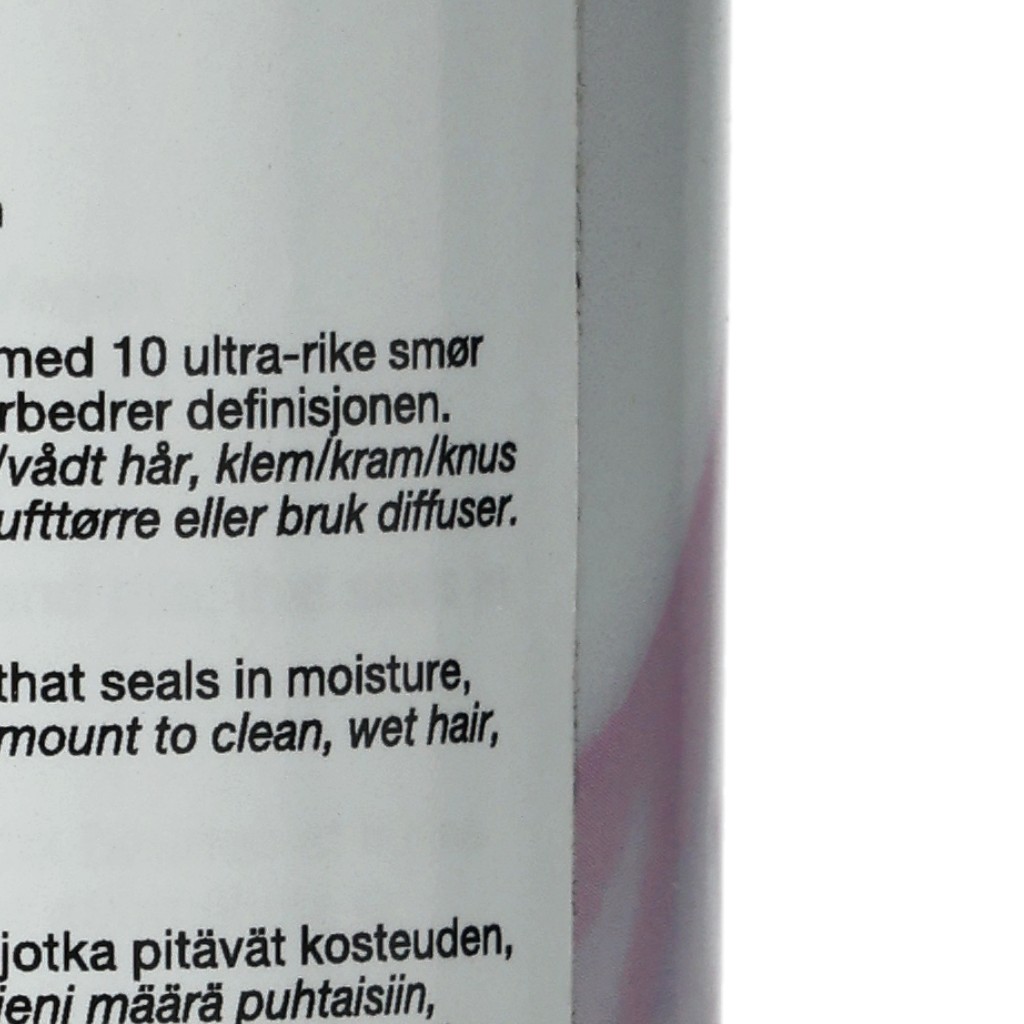 med 10 ultra-rike smør
rbedrer definisjonen.
/vådt hår, klem/kram/knus
ufttørre eller bruk diffuser.
that seals in moisture,
mount to clean, wet hair,
jotka pitävät kosteuden,
ieni määrä puhtaisiin,